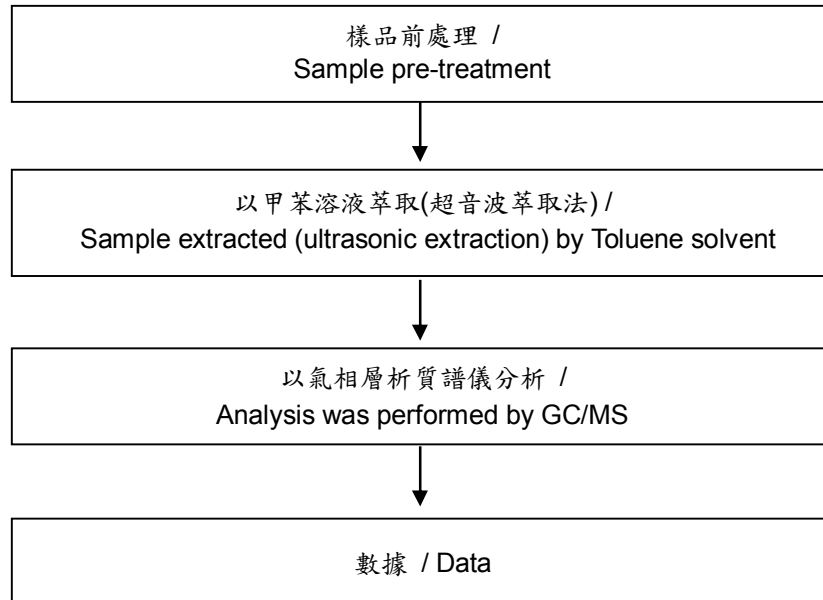 樣品前處理 /
Sample pre-treatment
以甲苯溶液萃取(超音波萃取法) /
Sample extracted (ultrasonic extraction) by Toluene solvent
以氣相層析質譜儀分析 /
Analysis was performed by GC/MS
數據 / Data